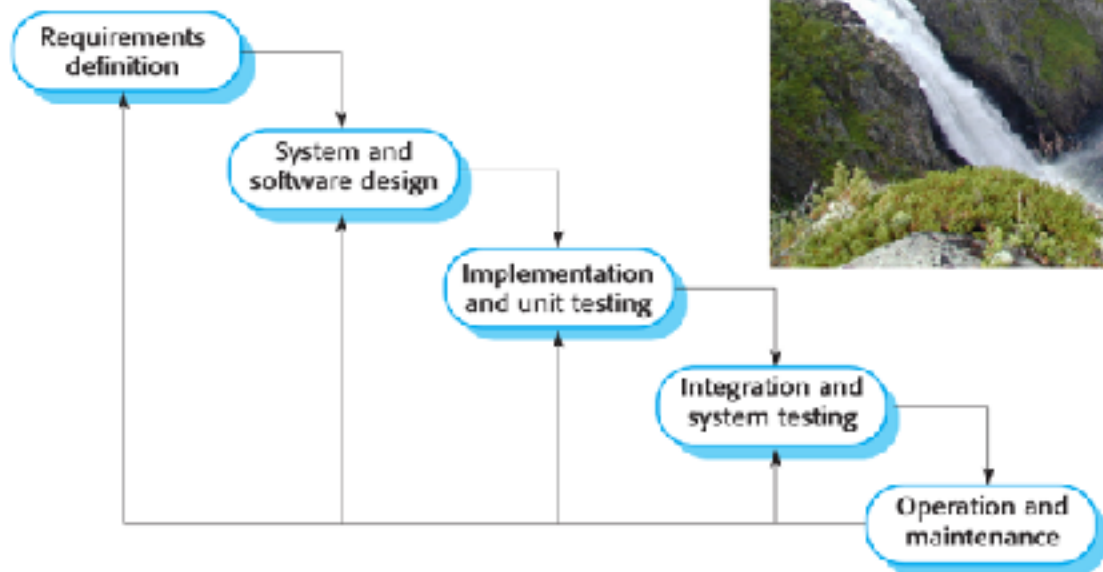 Requirements
definition
System and
software design
Implementation
and unit testing
Integration and
system testing
Operation and
maintenance